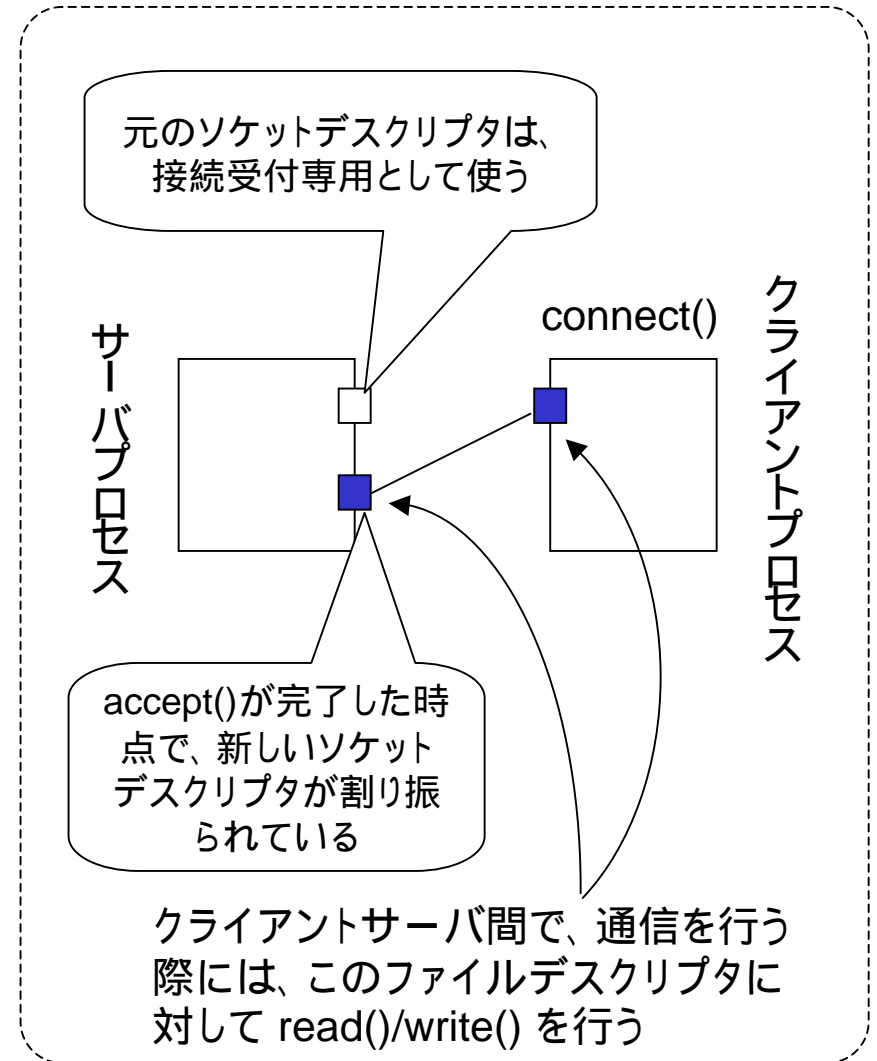 元のソケットデスクリプタは、
接続受付専用として使う
connect()
サーバプロセス
クライアントプロセス
accept()が完了した時
点で、新しいソケット
デスクリプタが割り振
られている
クライアントサーバ間で、通信を行う
際には、このファイルデスクリプタに
対して read()/write() を行う